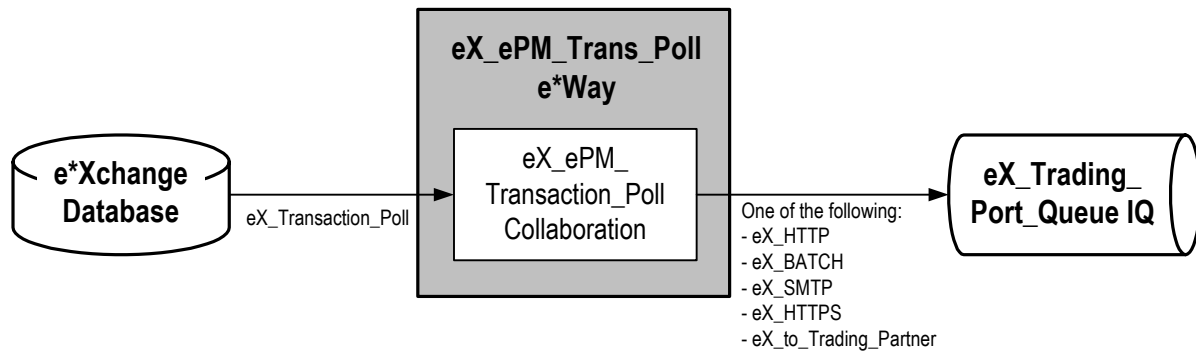 eX_ePM_Trans_Poll
e*Way
e*Xchange
Database
eX_Transaction_Poll
eX_ePM_
Transaction_Poll
Collaboration
One of the following:
- eX_HTTP
- eX_BATCH
- eX_SMTP
- eX_HTTPS
- eX_to_Trading_Partner
eX_Trading_
Port_Queue IQ